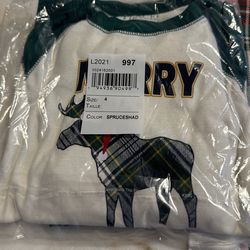 L2021 997
MERRY
SIZE: 4
TAILLE:
COLOR: SPRUCESHAD